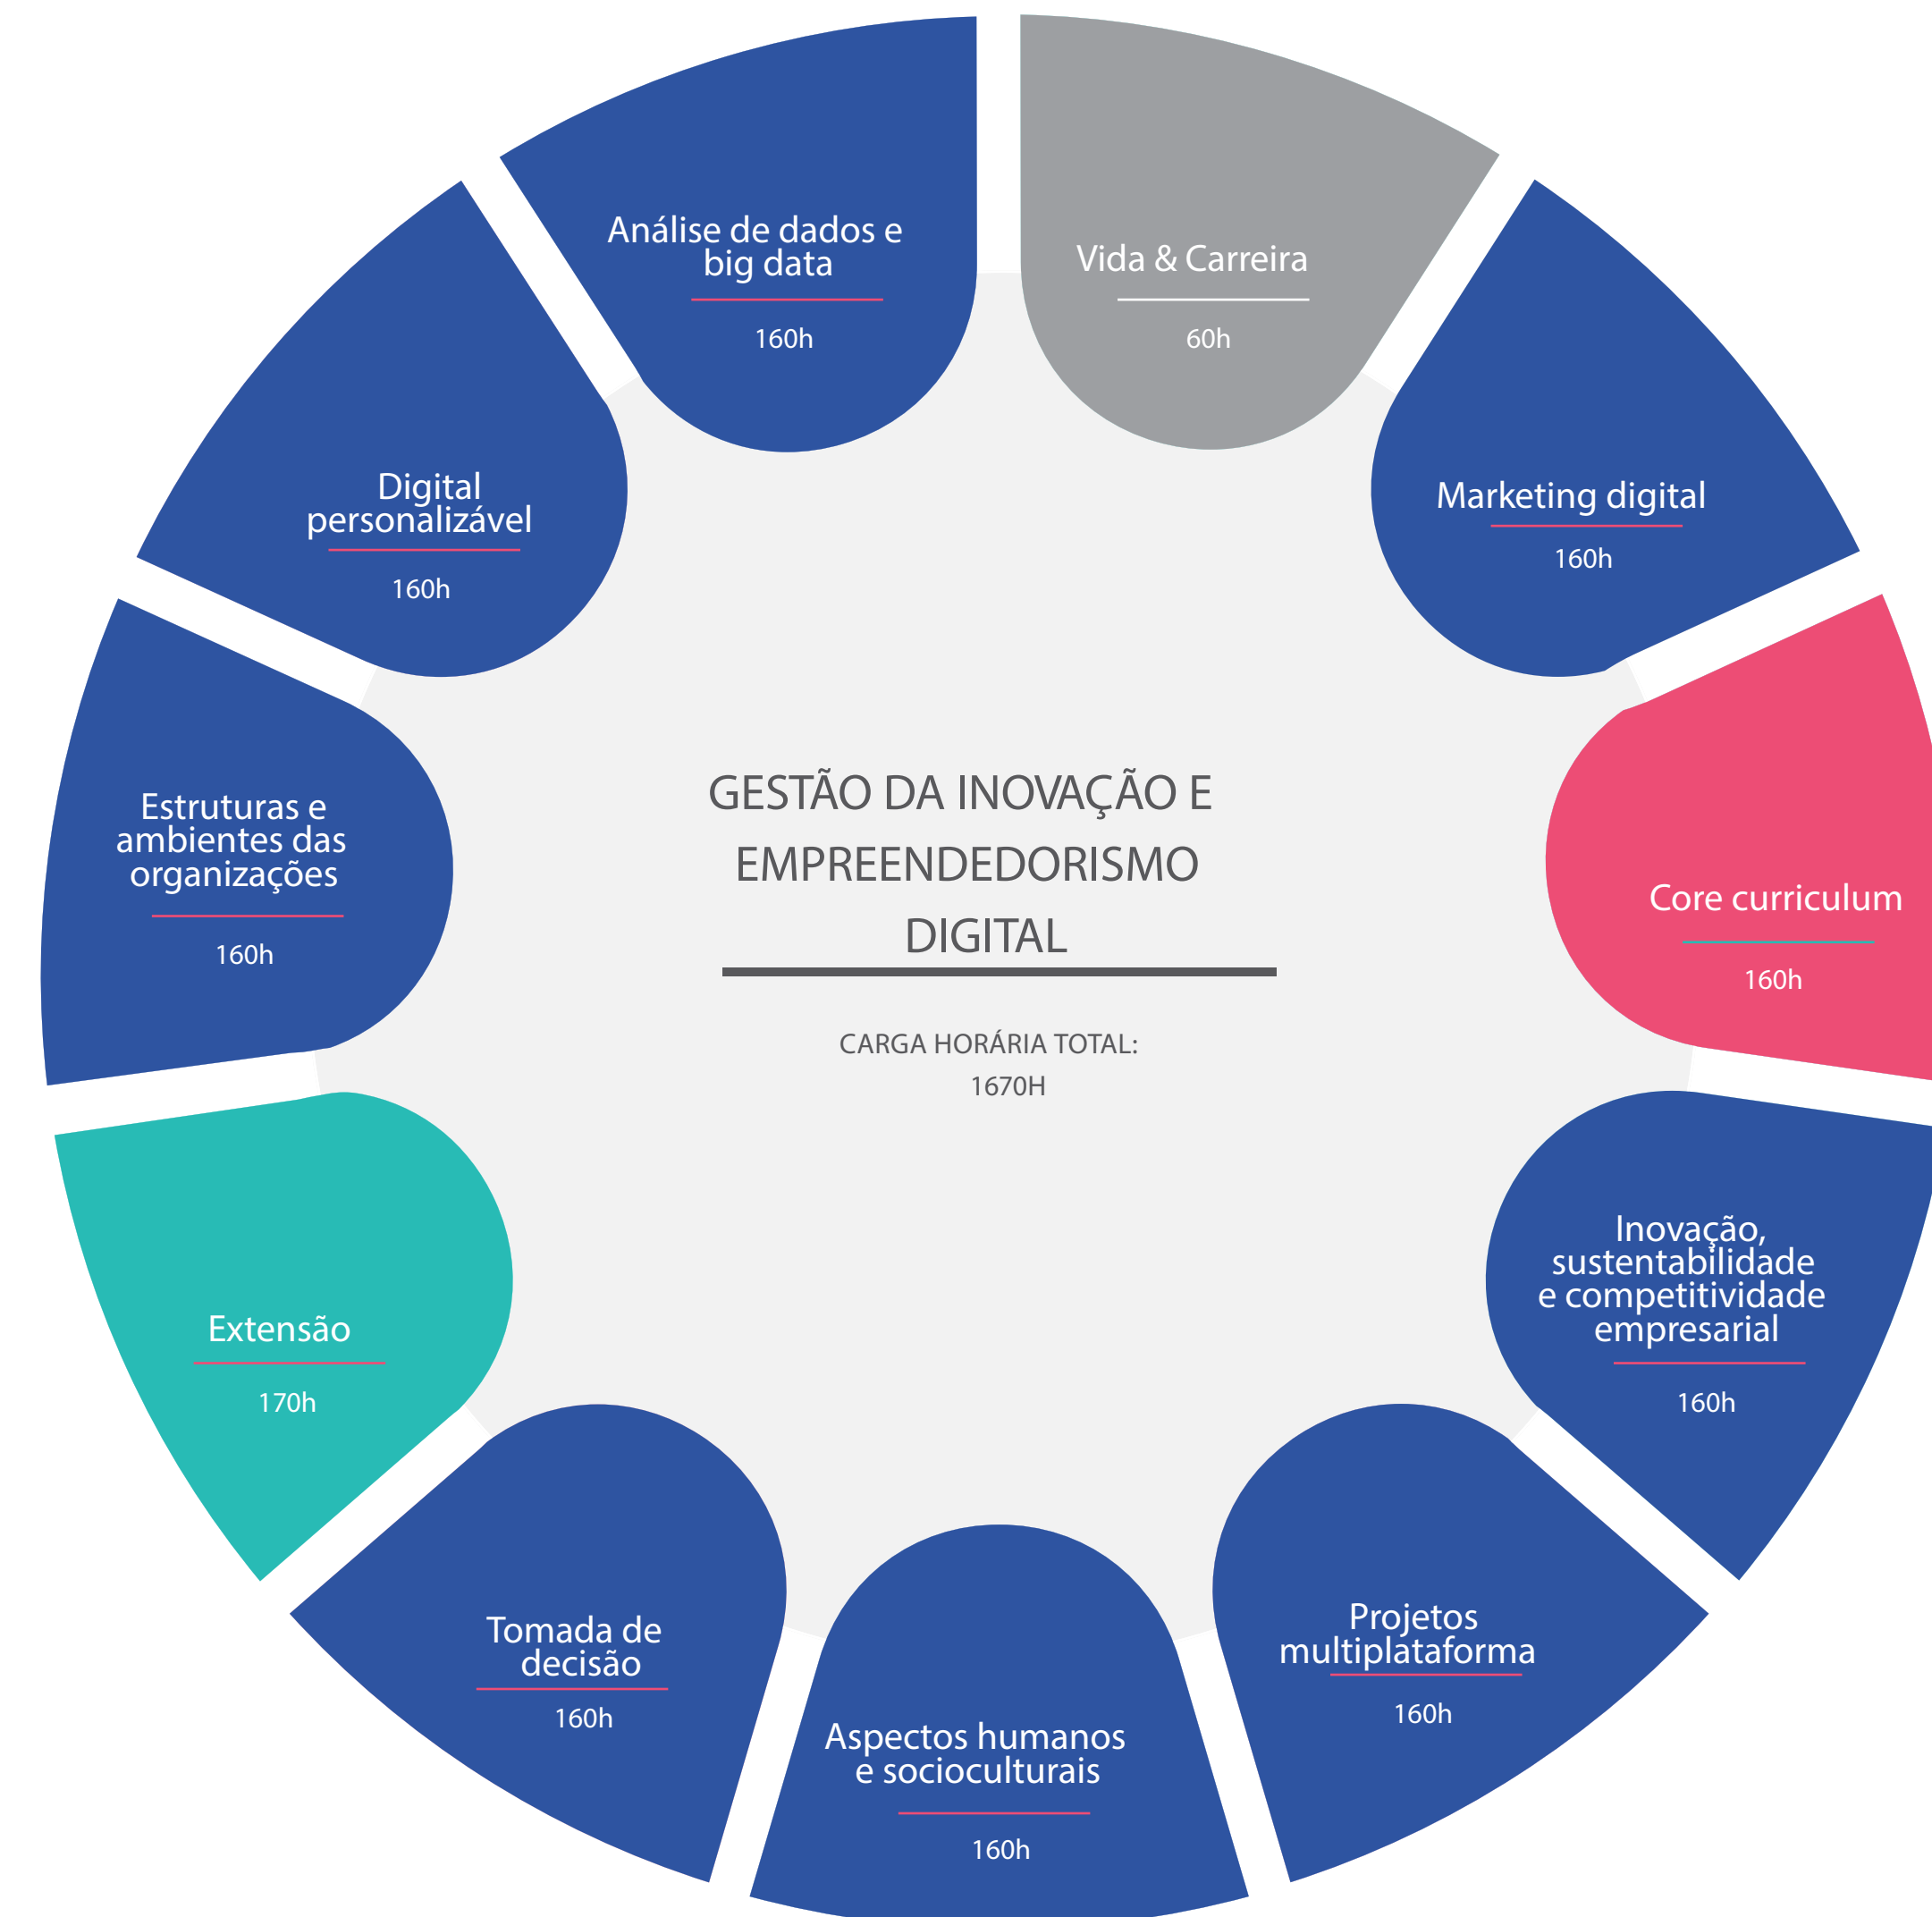 Análise de dados e
big data
160h
Vida & Carreira
60h
Marketing digital
160h
Core curriculum
160h
Inovação,
sustentabilidade
e competitividade
empresarial
160h
Projetos
multiplataforma
160h
Aspectos humanos
e socioculturais
160h
Tomada de
decisão
160h
Extensão
170h
Estruturas e
ambientes das
organizações
160h
Digital
personalizável
160h
GESTÃO DA INOVAÇÃO E
EMPREENDEDORISMO
DIGITAL
CARGA HORÁRIA TOTAL:
1670H